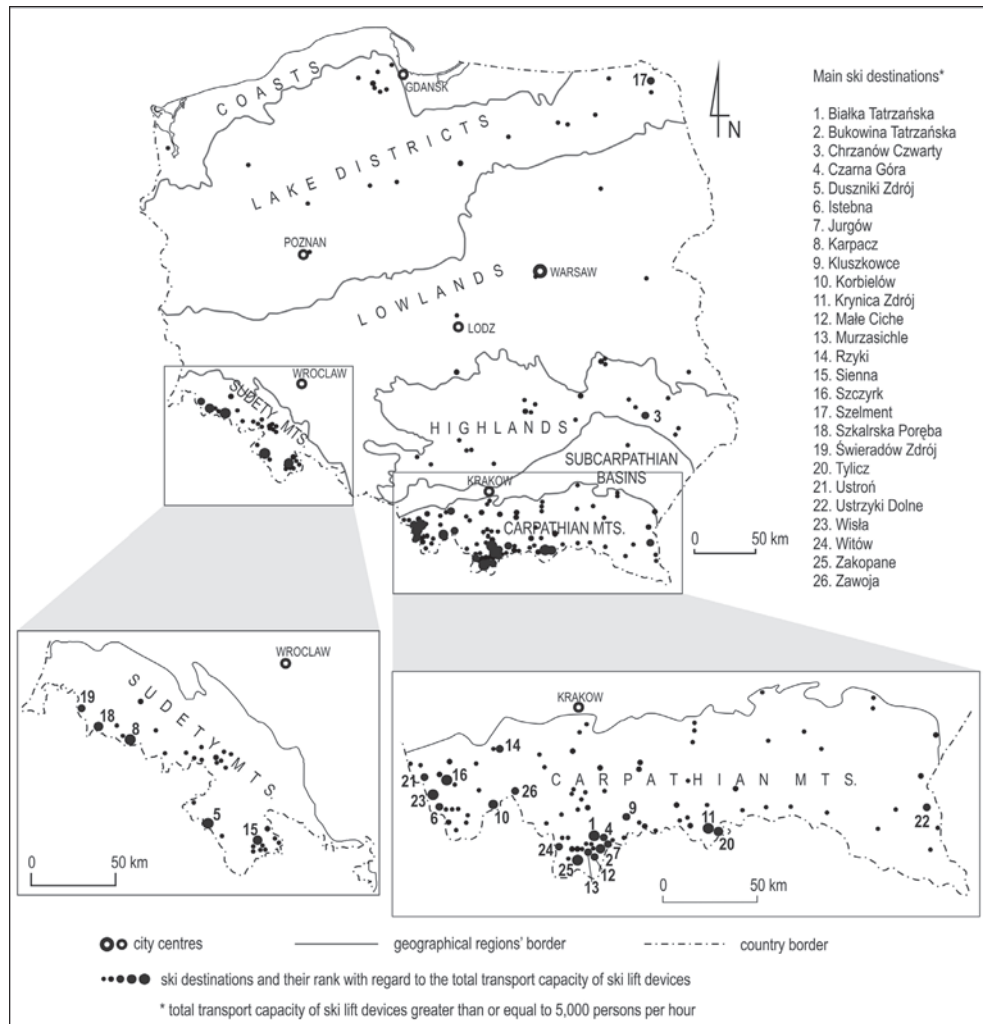 COASTS
GDANSK
17
N
LAKE DISTRICTS
POZNAN
WARSAW
LOWLANDS
LODZ
WROCLAW
SUDETY MTS.
3
HIGHLANDS
SUBCARPATHIAN
BASINS
KRAKOW
CARPATHIAN MTS.
0 50 km
Main ski destinations*
1. Białka Tatrzańska
2. Bukowina Tatrzańska
3. Chrzanów Czwarty
4. Czarna Góra
5. Duszniki Zdrój
6. Istebna
7. Jurgów
8. Karpacz
9. Kluszkowce
10. Korbielów
11. Krynica Zdrój
12. Małe Ciche
13. Murzasichle
14. Rzyki
15. Sienna
16. Szczyrk
17. Szelment
18. Szkalrska Poręba
19. Świeradów Zdrój
20. Tylicz
21. Ustroń
22. Ustrzyki Dolne
23. Wisła
24. Witów
25. Zakopane
26. Zawoja
WROCLAW
SUDETY MTS.
19
18
8
5
15
0 50 km
KRAKOW
14
CARPATHIAN MTS.
21
16
23
26
6
10
9
22
1
4
11
20
24
7
2
25
12
13
0 50 km
city centres
geographical regions' border
country border
ski destinations and their rank with regard to the total transport capacity of ski lift devices
* total transport capacity of ski lift devices greater than or equal to 5,000 persons per hour